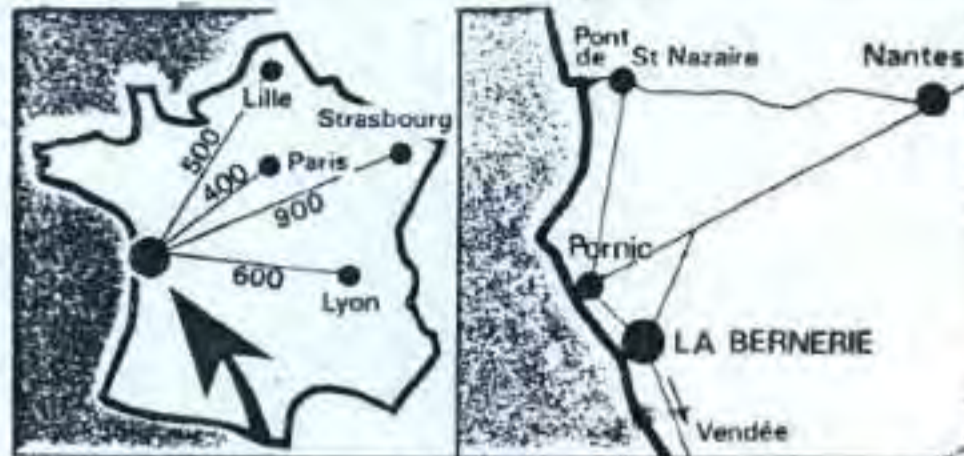 Lille
Strasbourg
500
400
Paris
900
600
Lyon
Pont
de St Nazaire
Nantes
Pornic
LA BERNERIE
Vendée